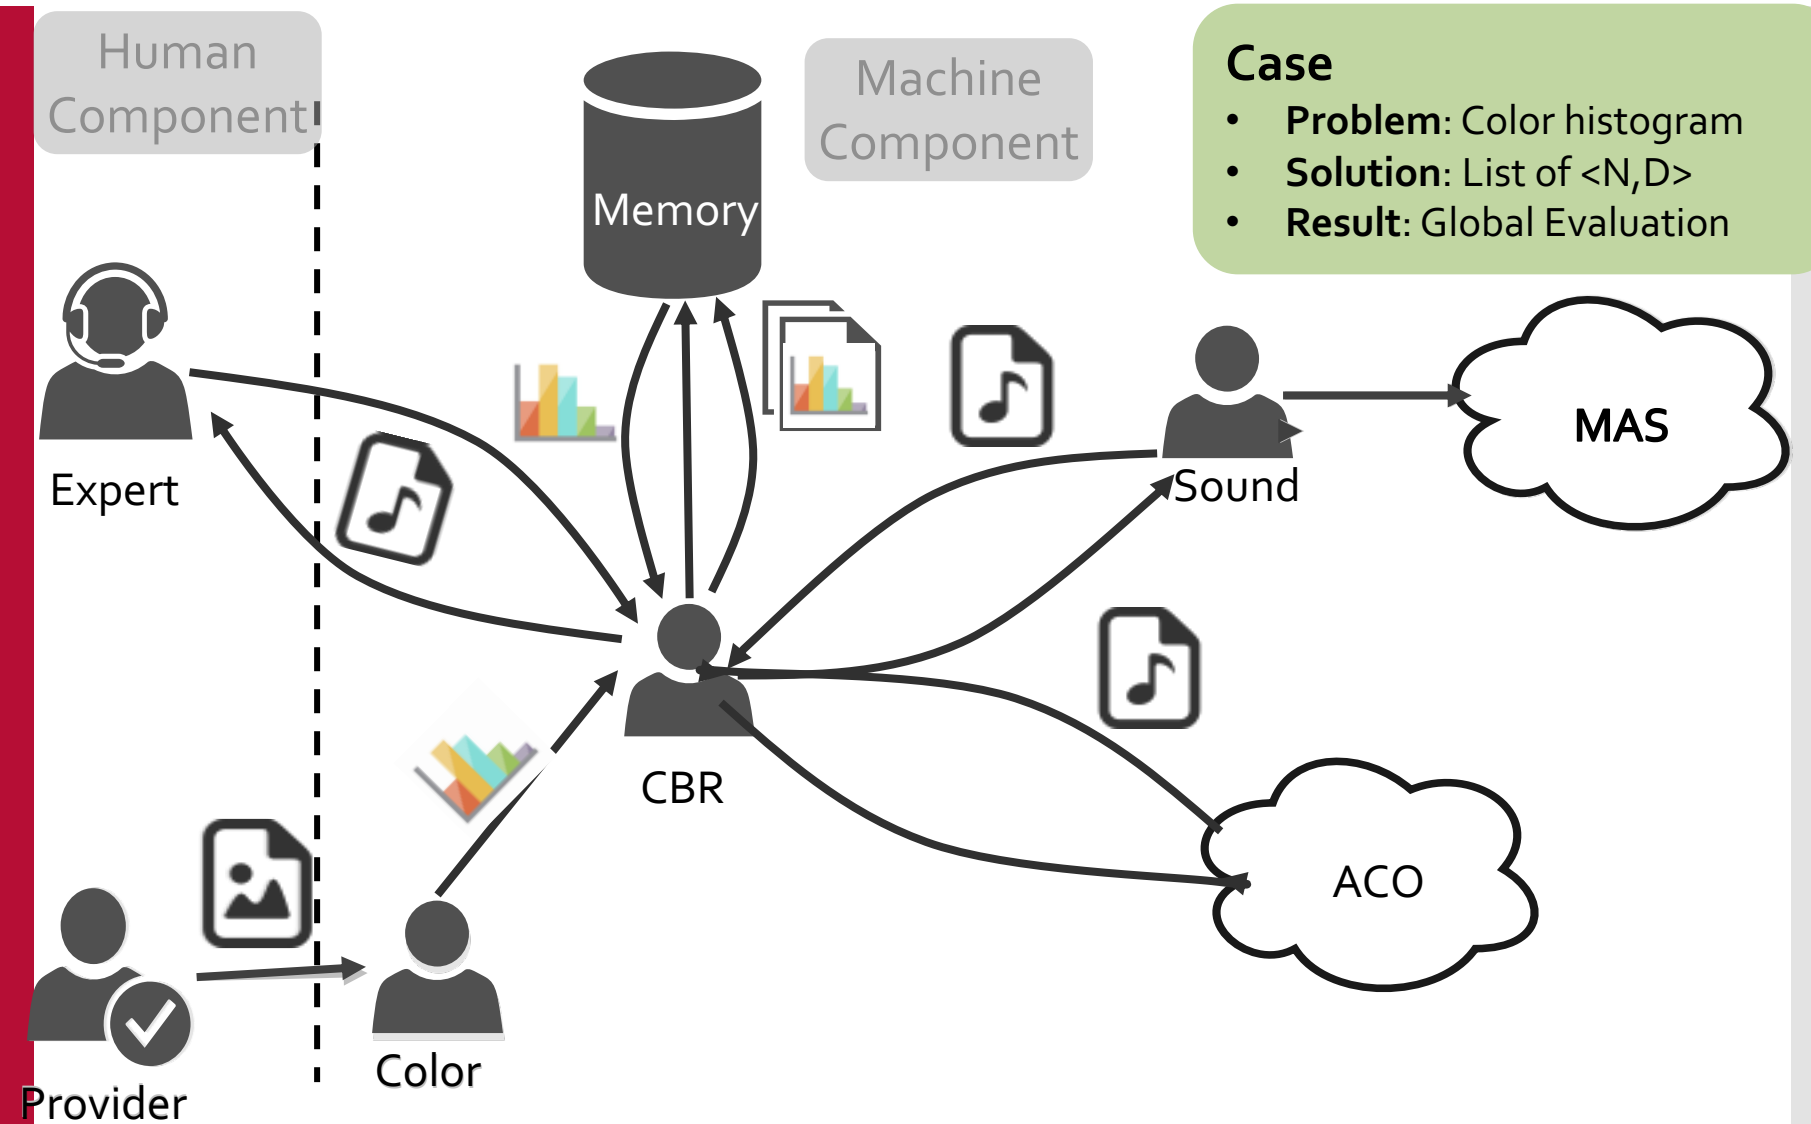 Human
Component
Machine
Component
Case
• Problem: Color histogram
• Solution: List of <N,D>
• Result: Global Evaluation
Memory
MAS
Expert
Sound
CBR
ACO
Color
Provider